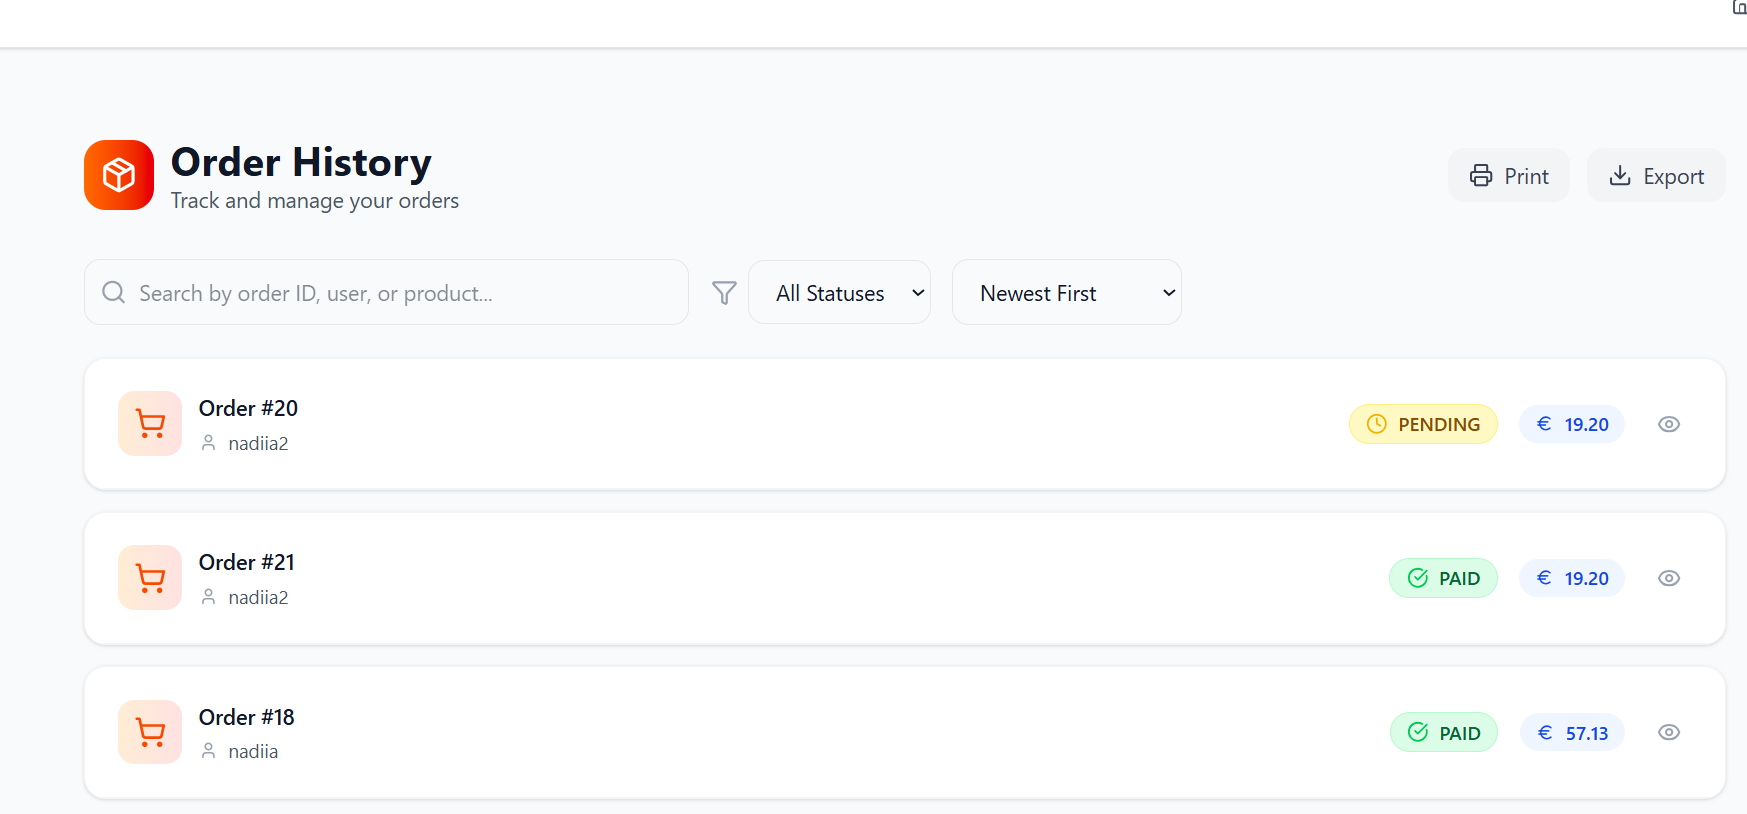 Order History
Track and manage your orders
Print
Export
Search by order ID, user, or product...
All Statuses
Newest First
Order #20
nadiia2
PENDING
€ 19.20
Order #21
nadiia2
PAID
€ 19.20
Order #18
nadiia
PAID
€ 57.13